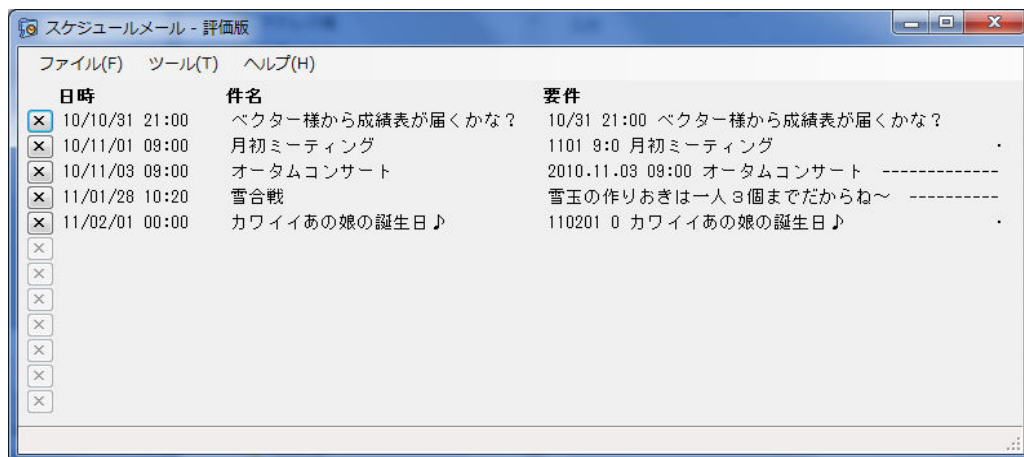 スケジュールメール - 評価版
ファイル(F) ツール(T) ヘルプ(H)
日時 件名 要件
10/10/31 21:00 ベクター様から成績表が届くかな？ 10/31 21:00 ベクター様から成績表が届くかな？
10/11/01 09:00 月初ミーティング 1101 9:0 月初ミーティング ・
10/11/03 09:00 オータムコンサート 2010.11.03 09:00 オータムコンサート -------------
11/01/28 10:20 雪合戦 雪玉の作りおきは一人３個までだからね～ ----------
11/02/01 00:00 カワイイあの娘の誕生日♪ 110201 0 カワイイあの娘の誕生日♪ ・